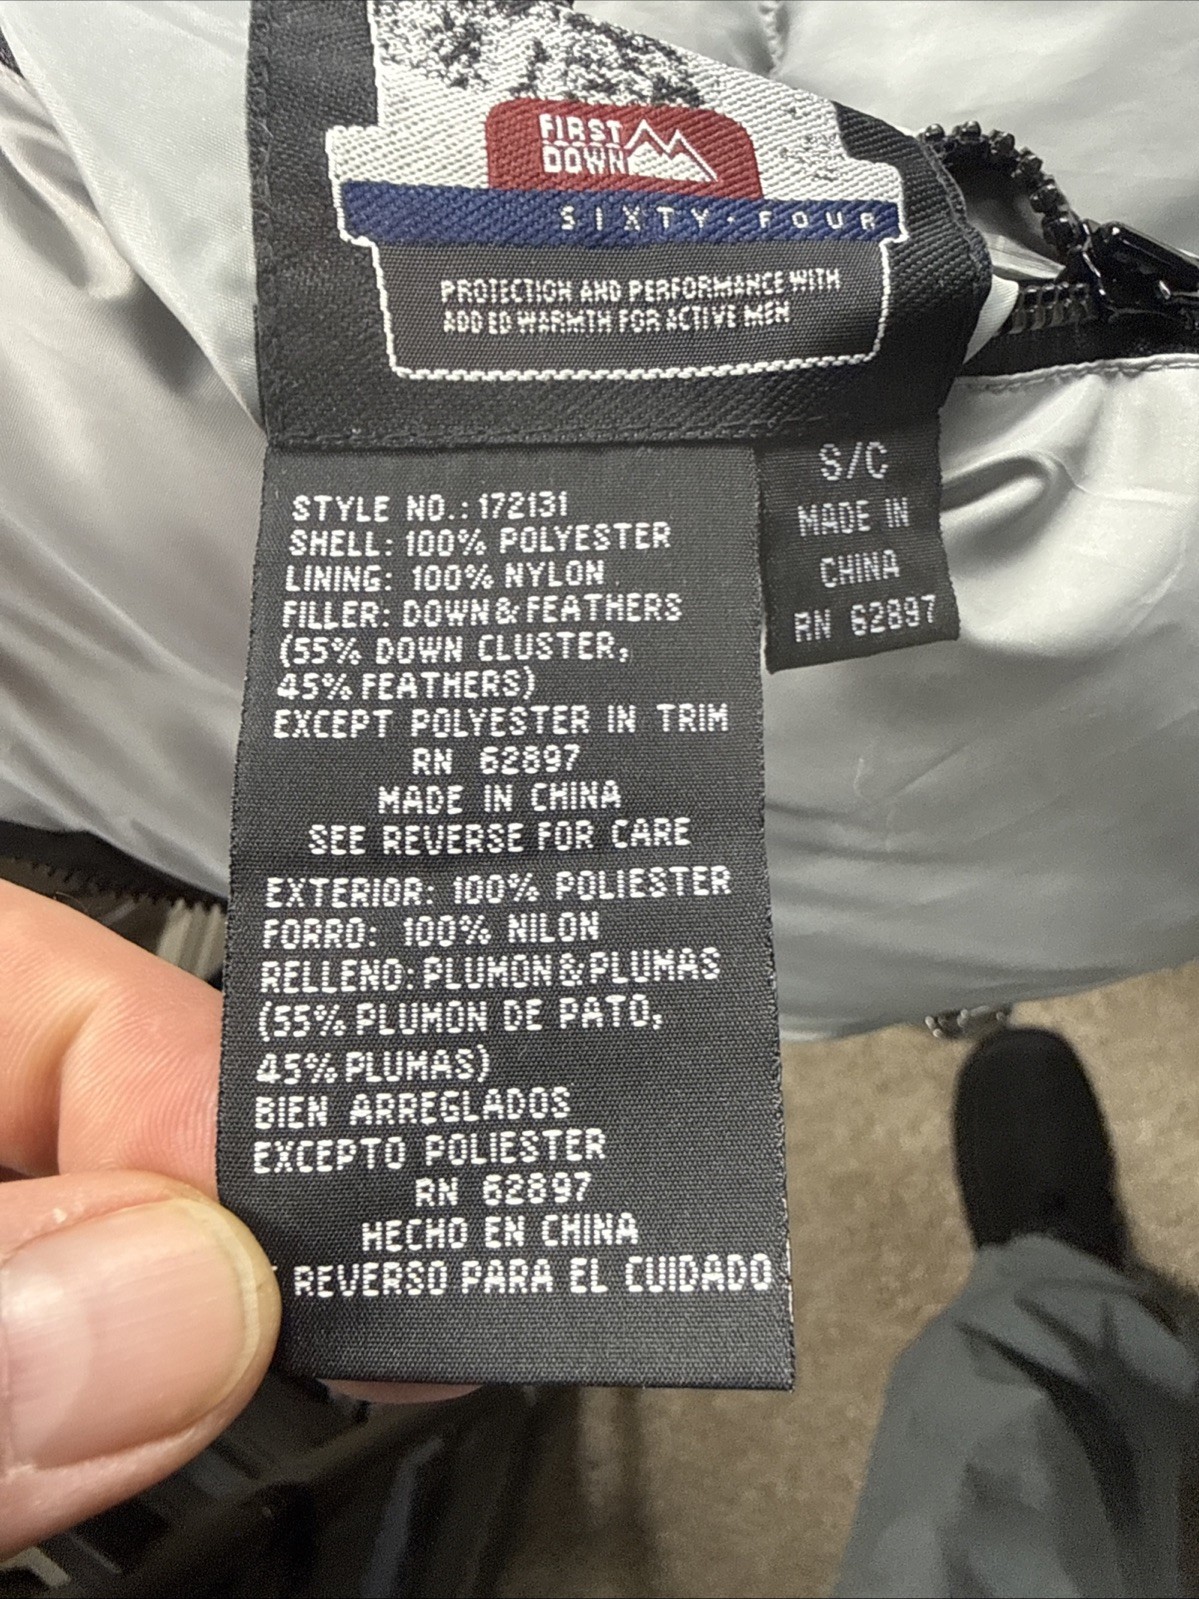 FIRST
DOWN
SIXTY·FOUR
PROTECTION AND PERFORMANCE WITH
ADDED WARMTH FOR ACTIVE MEN
S/C
MADE IN
CHINA
RN 62897
STYLE NO.: 172131
SHELL: 100% POLYESTER
LINING: 100% NYLON
FILLER: DOWN & FEATHERS
(55% DOWN CLUSTER,
45% FEATHERS)
EXCEPT POLYESTER IN TRIM
RN 62897
MADE IN CHINA
SEE REVERSE FOR CARE
EXTERIOR: 100% POLIESTER
FORRO: 100% NILON
RELLENO: PLUMON & PLUMAS
(55% PLUMON DE PATO,
45% PLUMAS)
BIEN ARREGLADOS
EXCEPTO POLIESTER
RN 62897
HECHO EN CHINA
REVERSO PARA EL CUIDADO